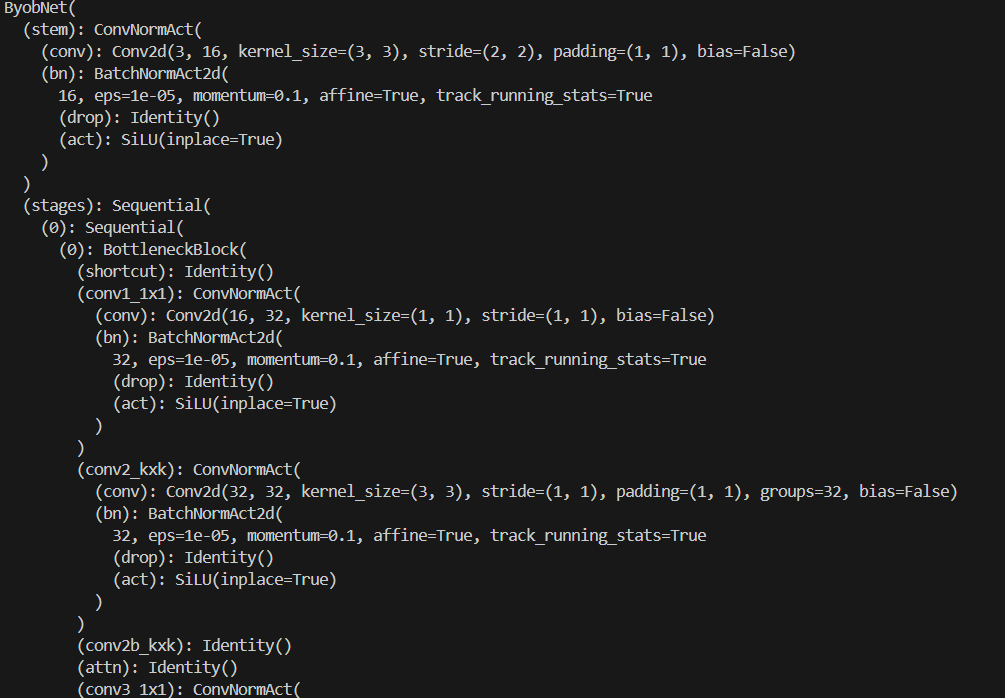 ByobNet(
  (stem): ConvNormAct(
    (conv): Conv2d(3, 16, kernel_size=(3, 3), stride=(2, 2), padding=(1, 1), bias=False)
    (bn): BatchNormAct2d(
      16, eps=1e-05, momentum=0.1, affine=True, track_running_stats=True
      (drop): Identity()
      (act): SiLU(inplace=True)
    )
  )
  (stages): Sequential(
    (0): Sequential(
      (0): BottleneckBlock(
        (shortcut): Identity()
        (conv1_1x1): ConvNormAct(
          (conv): Conv2d(16, 32, kernel_size=(1, 1), stride=(1, 1), bias=False)
          (bn): BatchNormAct2d(
            32, eps=1e-05, momentum=0.1, affine=True, track_running_stats=True
            (drop): Identity()
            (act): SiLU(inplace=True)
          )
        )
        (conv2_kxk): ConvNormAct(
          (conv): Conv2d(32, 32, kernel_size=(3, 3), stride=(1, 1), padding=(1, 1), groups=32, bias=False)
          (bn): BatchNormAct2d(
            32, eps=1e-05, momentum=0.1, affine=True, track_running_stats=True
            (drop): Identity()
            (act): SiLU(inplace=True)
          )
        )
        (conv2b_kxk): Identity()
        (attn): Identity()
        (conv3_1x1): ConvNormAct(